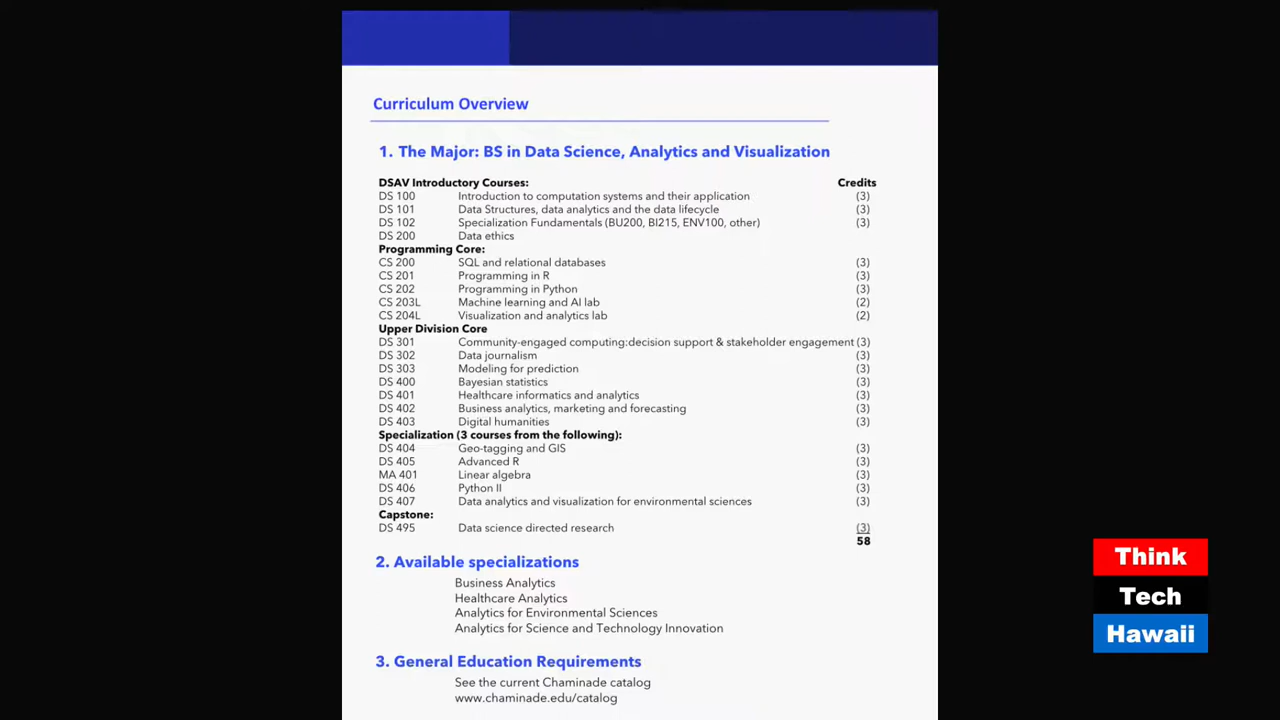 Curriculum Overview
1. The Major: BS in Data Science, Analytics and Visualization
DSAV Introductory Courses: Credits
DS 100 Introduction to computation systems and their application (3)
DS 101 Data Structures, data analytics and the data lifecycle (3)
DS 102 Specialization Fundamentals (BU200, BI215, ENV100, other) (3)
DS 200 Data ethics
Programming Core:
CS 200 SQL and relational databases (3)
CS 201 Programming in R (3)
CS 202 Programming in Python (3)
CS 203L Machine learning and AI lab (2)
CS 204L Visualization and analytics lab (2)
Upper Division Core
DS 301 Community-engaged computing:decision support & stakeholder engagement (3)
DS 302 Data journalism (3)
DS 303 Modeling for prediction (3)
DS 400 Bayesian statistics (3)
DS 401 Healthcare informatics and analytics (3)
DS 402 Business analytics, marketing and forecasting (3)
DS 403 Digital humanities (3)
Specialization (3 courses from the following):
DS 404 Geo-tagging and GIS (3)
DS 405 Advanced R (3)
MA 401 Linear algebra (3)
DS 406 Python II (3)
DS 407 Data analytics and visualization for environmental sciences (3)
Capstone:
DS 495 Data science directed research (3)
58
2. Available specializations
Business Analytics
Healthcare Analytics
Analytics for Environmental Sciences
Analytics for Science and Technology Innovation
3. General Education Requirements
See the current Chaminade catalog
www.chaminade.edu/catalog
Think
Tech
Hawaii